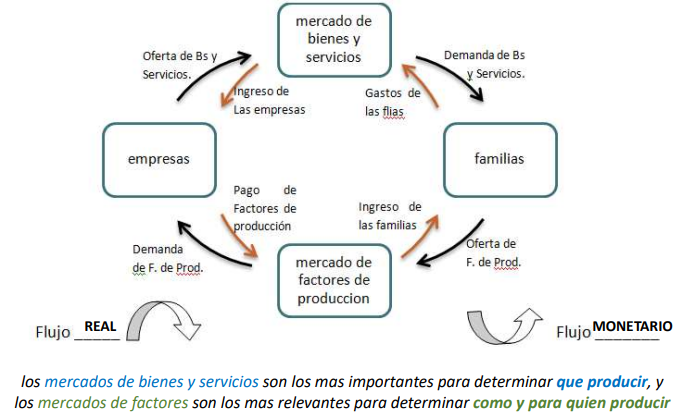 mercado de
bienes y
servicios
Oferta de Bs y
Servicios.
Demanda de Bs
y Servicios.
Ingreso de
Las empresas
Gastos de
las flias
empresas
familias
Pago de
Factores de
producción
Ingreso de
las familias
Demanda
de F. de Prod.
Oferta de
F. de Prod.
mercado de
factores de
produccion
Flujo REAL
Flujo MONETARIO
los mercados de bienes y servicios son los mas importantes para determinar que producir, y
los mercados de factores son los mas relevantes para determinar como y para quien producir